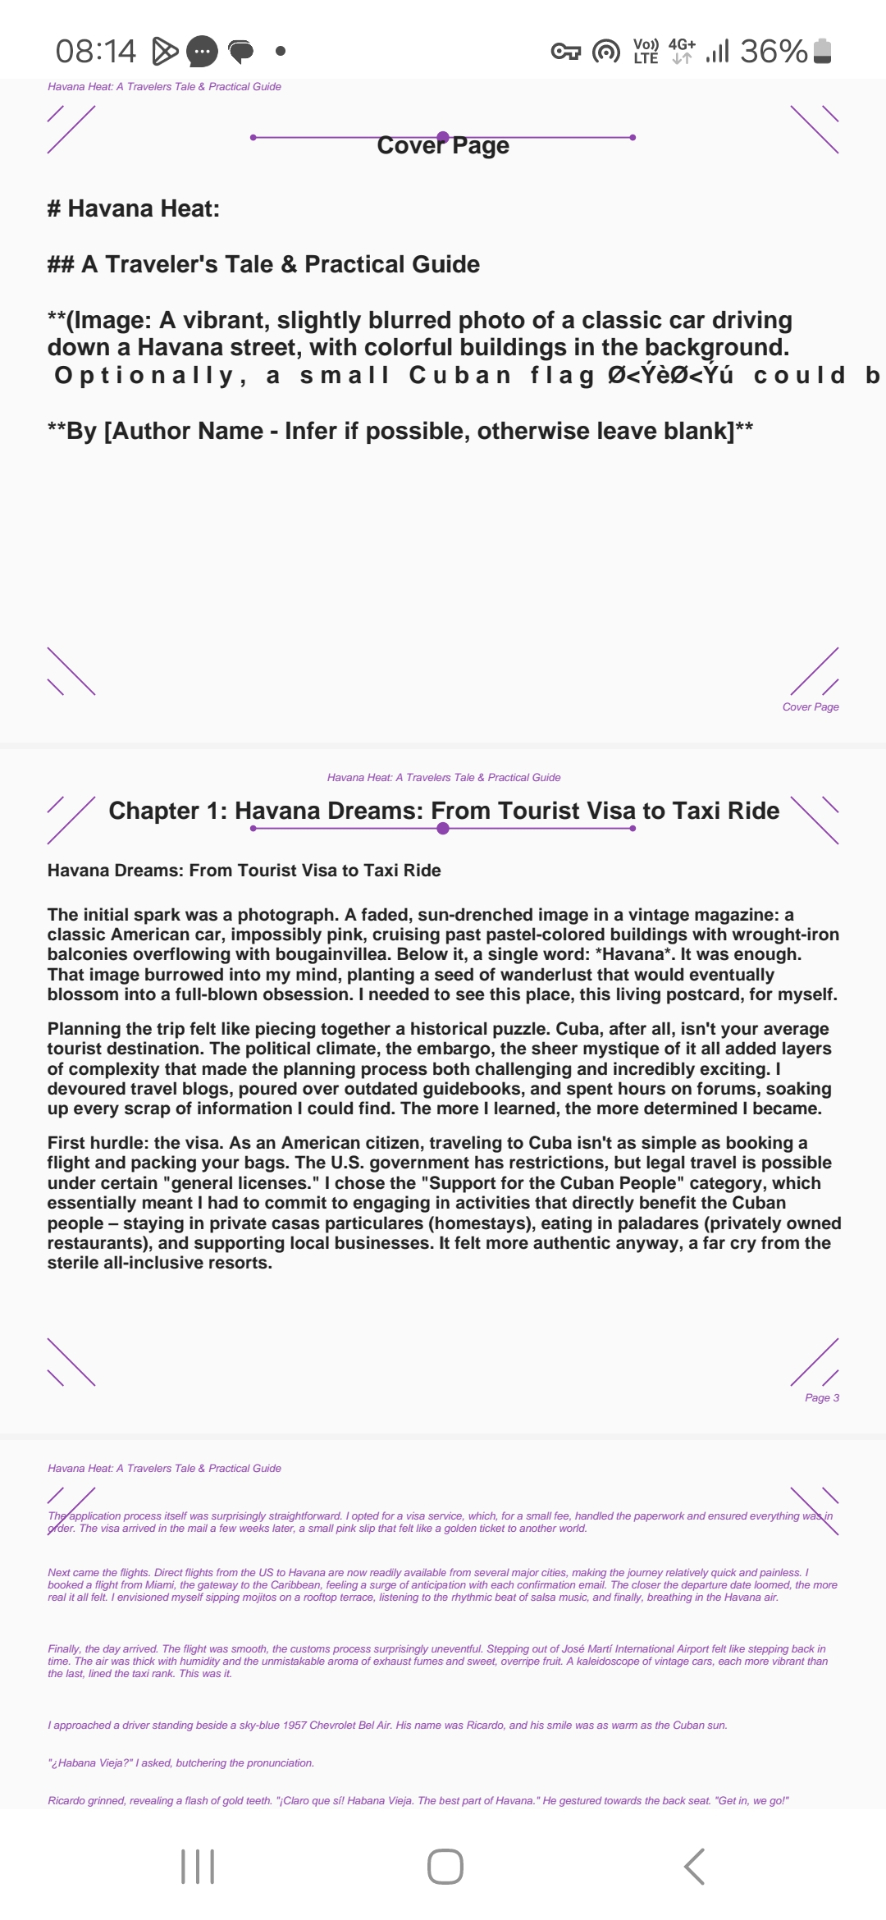 08:14
Vo)) LTE 4G+ 36%
Havana Heat: A Travelers Tale & Practical Guide
Cover Page
# Havana Heat:
## A Traveler's Tale & Practical Guide
**(Image: A vibrant, slightly blurred photo of a classic car driving
down a Havana street, with colorful buildings in the background.
Optionally, a small Cuban flag Ø<ÝèØ<Ýú could b
**By [Author Name - Infer if possible, otherwise leave blank]**
Cover Page
Havana Heat: A Travelers Tale & Practical Guide
Chapter 1: Havana Dreams: From Tourist Visa to Taxi Ride
Havana Dreams: From Tourist Visa to Taxi Ride
The initial spark was a photograph. A faded, sun-drenched image in a vintage magazine: a
classic American car, impossibly pink, cruising past pastel-colored buildings with wrought-iron
balconies overflowing with bougainvillea. Below it, a single word: *Havana*. It was enough.
That image burrowed into my mind, planting a seed of wanderlust that would eventually
blossom into a full-blown obsession. I needed to see this place, this living postcard, for myself.
Planning the trip felt like piecing together a historical puzzle. Cuba, after all, isn't your average
tourist destination. The political climate, the embargo, the sheer mystique of it all added layers
of complexity that made the planning process both challenging and incredibly exciting. I
devoured travel blogs, poured over outdated guidebooks, and spent hours on forums, soaking
up every scrap of information I could find. The more I learned, the more determined I became.
First hurdle: the visa. As an American citizen, traveling to Cuba isn't as simple as booking a
flight and packing your bags. The U.S. government has restrictions, but legal travel is possible
under certain "general licenses." I chose the "Support for the Cuban People" category, which
essentially meant I had to commit to engaging in activities that directly benefit the Cuban
people – staying in private casas particulares (homestays), eating in paladares (privately owned
restaurants), and supporting local businesses. It felt more authentic anyway, a far cry from the
sterile all-inclusive resorts.
Page 3
Havana Heat: A Travelers Tale & Practical Guide
The application process itself was surprisingly straightforward. I opted for a visa service, which, for a small fee, handled the paperwork and ensured everything was in
order. The visa arrived in the mail a few weeks later, a small pink slip that felt like a golden ticket to another world.
Next came the flights. Direct flights from the US to Havana are now readily available from several major cities, making the journey relatively quick and painless. I
booked a flight from Miami, the gateway to the Caribbean, feeling a surge of anticipation with each confirmation email. The closer the departure date loomed, the more
real it all felt. I envisioned myself sipping mojitos on a rooftop terrace, listening to the rhythmic beat of salsa music, and finally, breathing in the Havana air.
Finally, the day arrived. The flight was smooth, the customs process surprisingly uneventful. Stepping out of José Martí International Airport felt like stepping back in
time. The air was thick with humidity and the unmistakable aroma of exhaust fumes and sweet, overripe fruit. A kaleidoscope of vintage cars, each more vibrant than
the last, lined the taxi rank. This was it.
I approached a driver standing beside a sky-blue 1957 Chevrolet Bel Air. His name was Ricardo, and his smile was as warm as the Cuban sun.
"¿Habana Vieja?" I asked, butchering the pronunciation.
Ricardo grinned, revealing a flash of gold teeth. "¡Claro que sí! Habana Vieja. The best part of Havana." He gestured towards the back seat. "Get in, we go!"